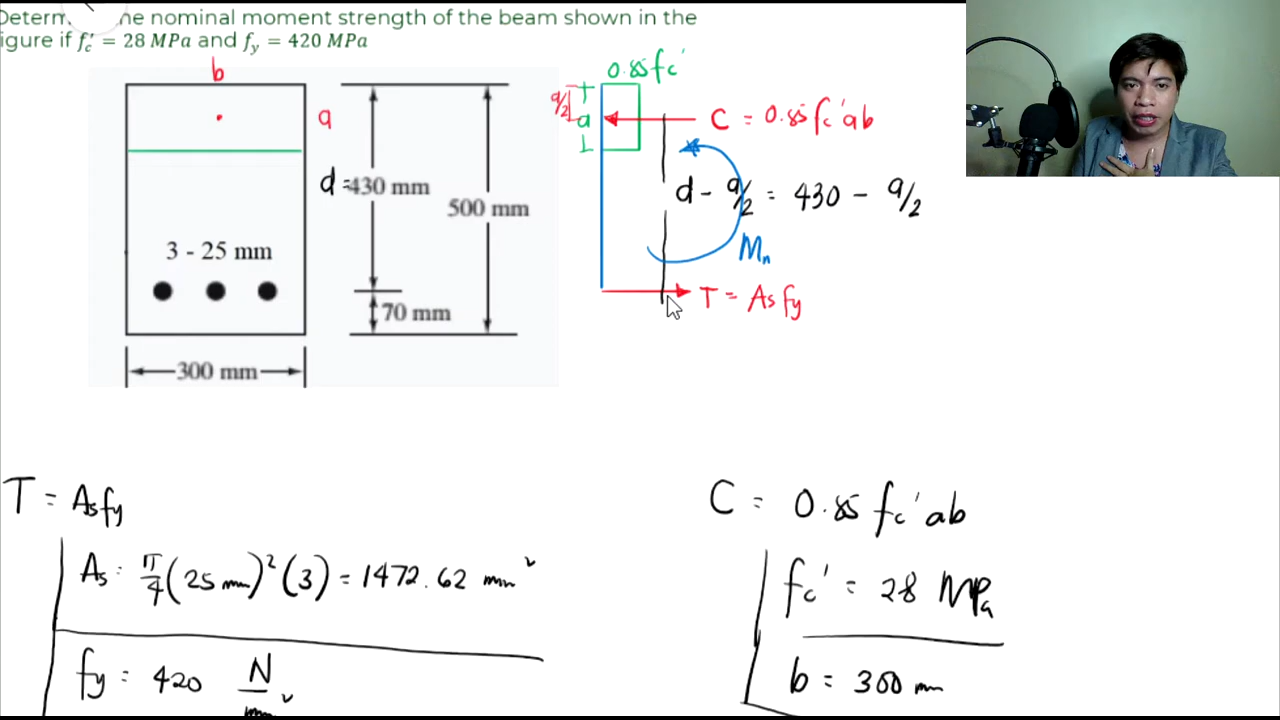 Determ he nominal moment strength of the beam shown in the
igure if f'c = 28 MPa and fy = 420 MPa
b
a
d = 430 mm
500 mm
3 - 25 mm
70 mm
300 mm
0.85fc'
a/2
a
C = 0.85fc'ab
d - a/2 = 430 - a/2
Mn
T = Asfy
T = Asfy
As = π/4 (25 mm)² (3) = 1472.62 mm²
fy = 420 N/mm²
C = 0.85 fc'ab
fc' = 28 MPa
b = 300 mm